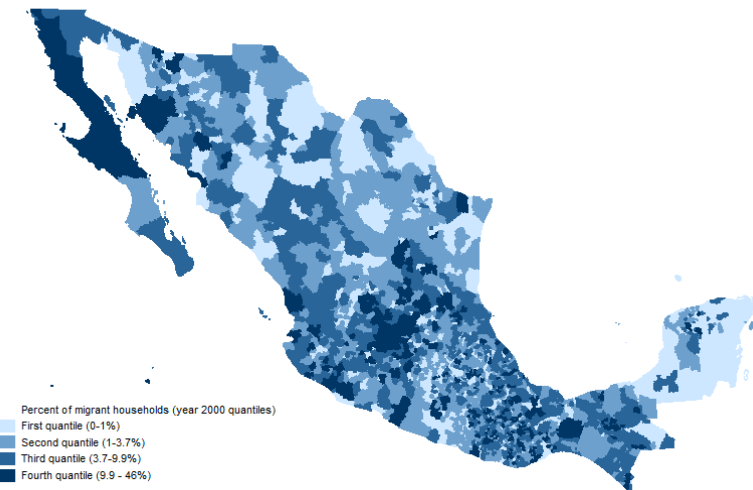 Percent of migrant households (year 2000 quantiles)
First quantile (0-1%)
Second quantile (1-3.7%)
Third quantile (3.7-9.9%)
Fourth quantile (9.9 - 46%)